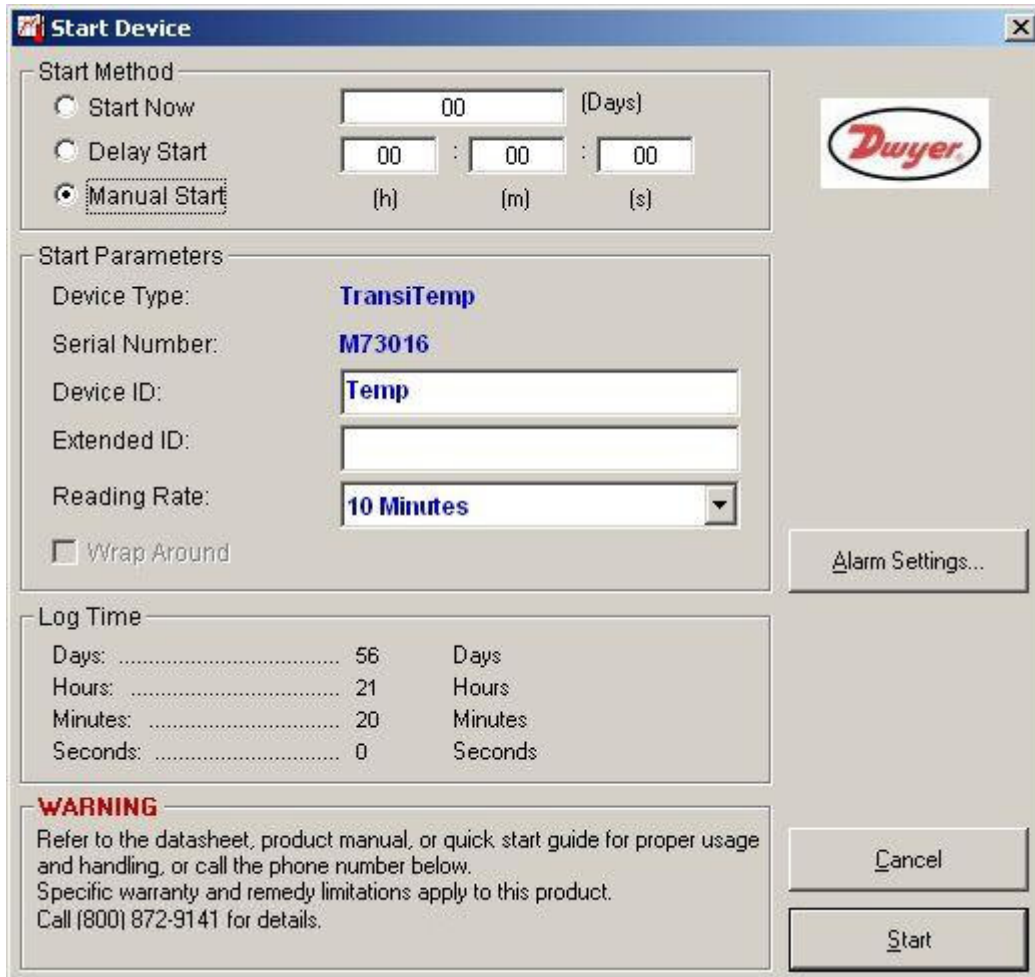 Start Device
Start Method
Start Now
00 (Days)
Delay Start
00 : 00 : 00
Manual Start
(h) (m) (s)
Dwyer
Start Parameters
Device Type: TransiTemp
Serial Number: M73016
Device ID: Temp
Extended ID:
Reading Rate: 10 Minutes
Wrap Around
Alarm Settings...
Log Time
Days: ..................................... 56 Days
Hours: ................................... 21 Hours
Minutes: ................................ 20 Minutes
Seconds: ............................... 0 Seconds
WARNING
Refer to the datasheet, product manual, or quick start guide for proper usage
and handling, or call the phone number below.
Specific warranty and remedy limitations apply to this product.
Call (800) 872-9141 for details.
Cancel
Start